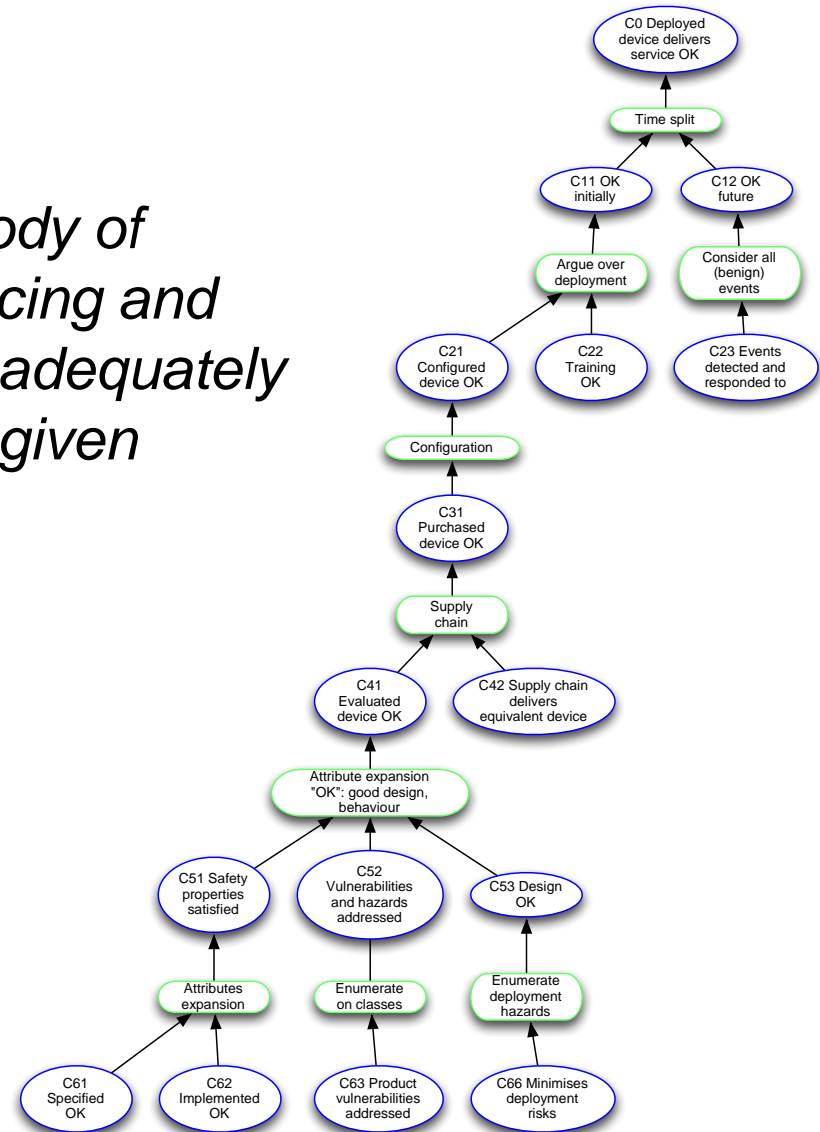 C0 Deployed
device delivers
service OK
Time split
C11 OK
initially
C12 OK
future
Argue over
deployment
Consider all
(benign)
events
C21
Configured
device OK
C22
Training
OK
C23 Events
detected and
responded to
Configuration
C31
Purchased
device OK
Supply
chain
C41
Evaluated
device OK
C42 Supply chain
delivers
equivalent device
Attribute expansion
"OK": good design,
behaviour
C51 Safety
properties
satisfied
C52
Vulnerabilities
and hazards
addressed
C53 Design
OK
Attributes
expansion
Enumerate
on classes
Enumerate
deployment
hazards
C61
Specified
OK
C62
Implemented
OK
C63 Product
vulnerabilities
addressed
C66 Minimises
deployment
risks
ody of
cing and
adequately
given